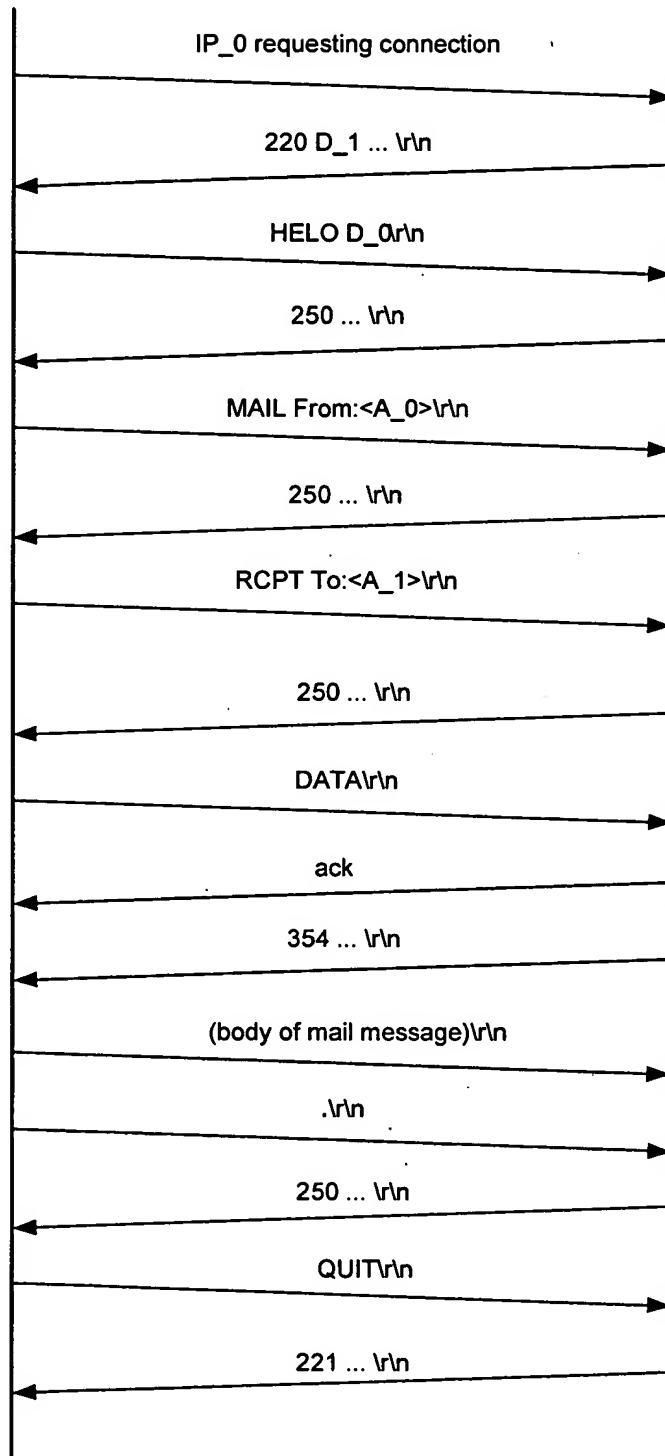 IP_0 requesting connection
220 D_1 ... \r\n
HELO D_0\r\n
250 ... \r\n
MAIL From:<A_0>\r\n
250 ... \r\n
RCPT To:<A_1>\r\n
250 ... \r\n
DATA\r\n
ack
354 ... \r\n
(body of mail message)\r\n
.\r\n
250 ... \r\n
QUIT\r\n
221 ... \r\n